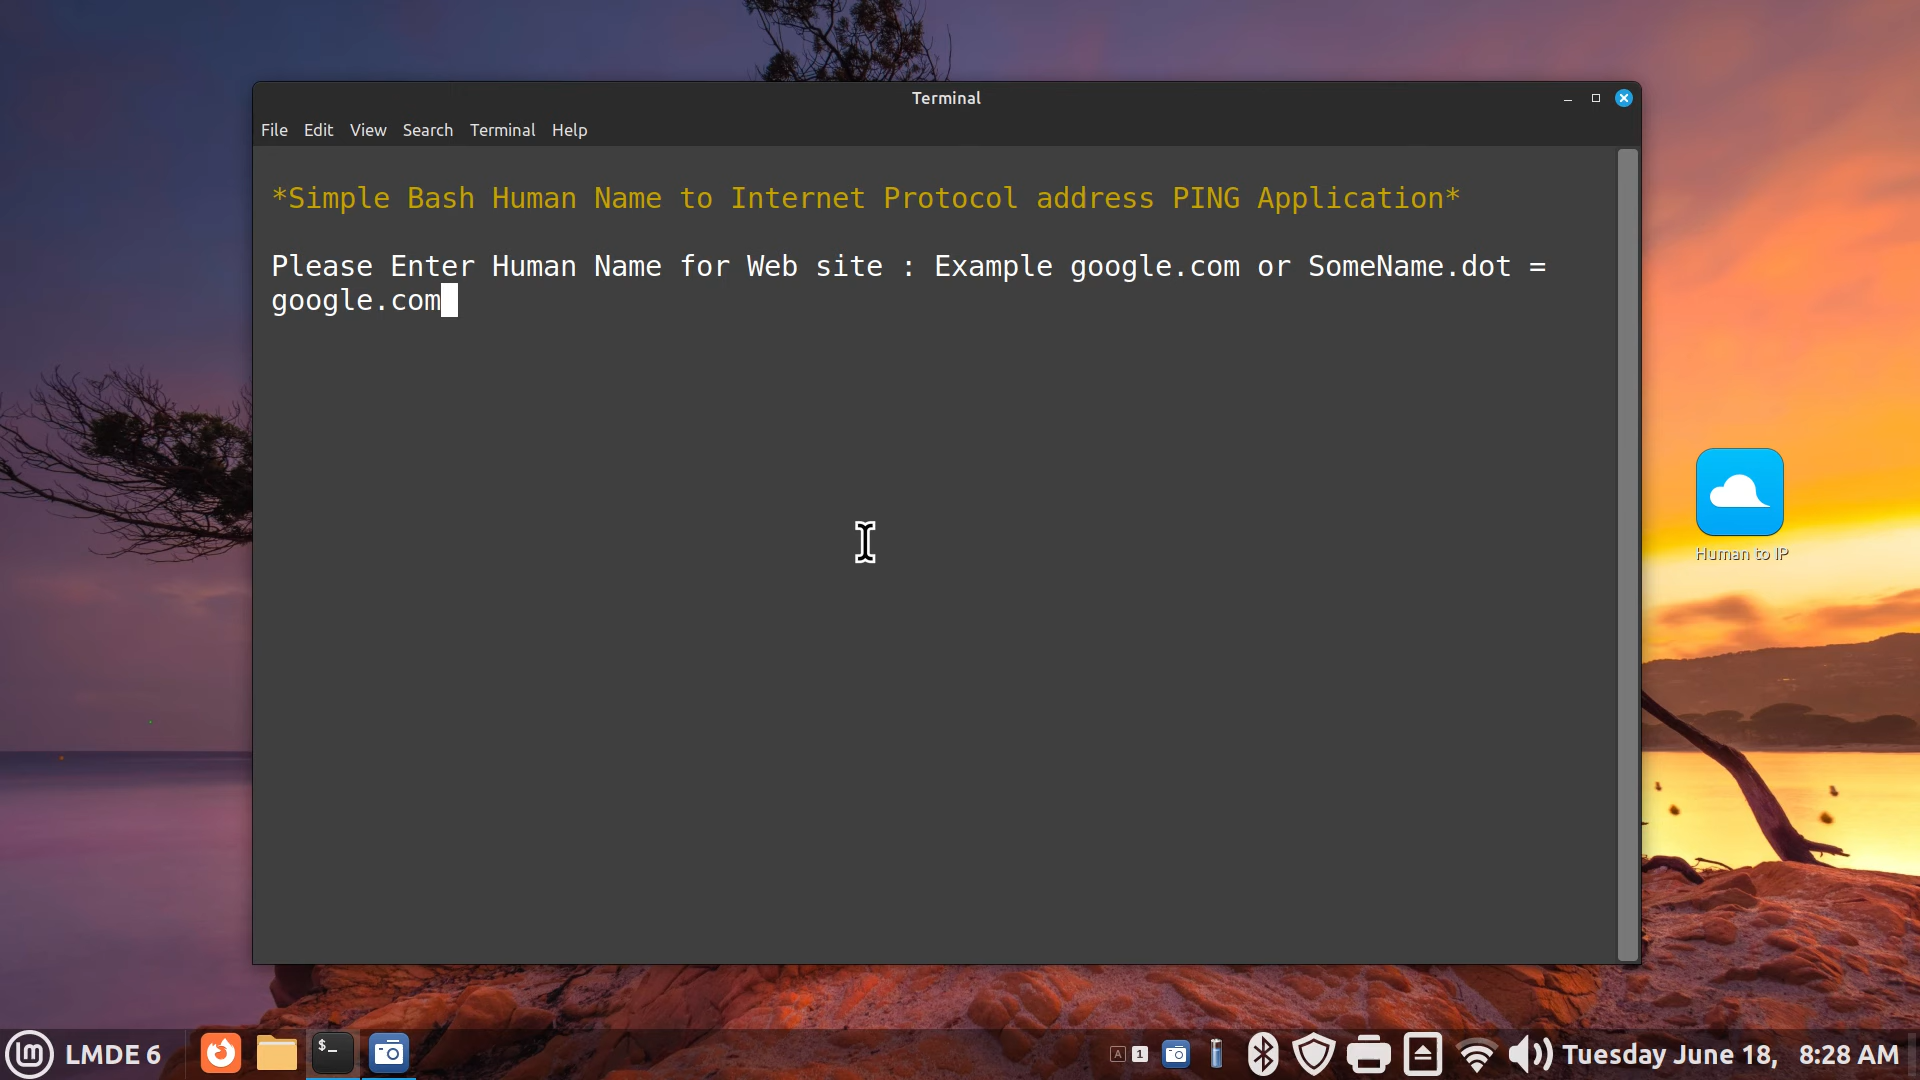 Terminal
File Edit View Search Terminal Help
*Simple Bash Human Name to Internet Protocol address PING Application*
Please Enter Human Name for Web site : Example google.com or SomeName.dot =
google.com
Human to IP
LMDE 6
$_
A 1
Tuesday June 18, 8:28 AM